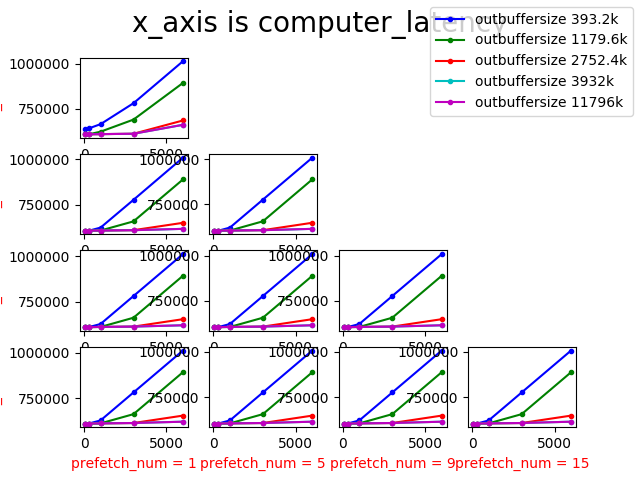 x_axis is computer_latency
outbuffersize 393.2k
outbuffersize 1179.6k
outbuffersize 2752.4k
outbuffersize 3932k
outbuffersize 11796k
1000000
750000
0 5000
1000000 1000000
750000 750000
0 5000 0 5000
1000000 1000000 1000000
750000 750000 750000
0 5000 0 5000 0 5000
1000000 1000000 1000000 1000000
750000 750000 750000 750000
0 5000 0 5000 0 5000 0 5000
prefetch_num = 1 prefetch_num = 5 prefetch_num = 9 prefetch_num = 15